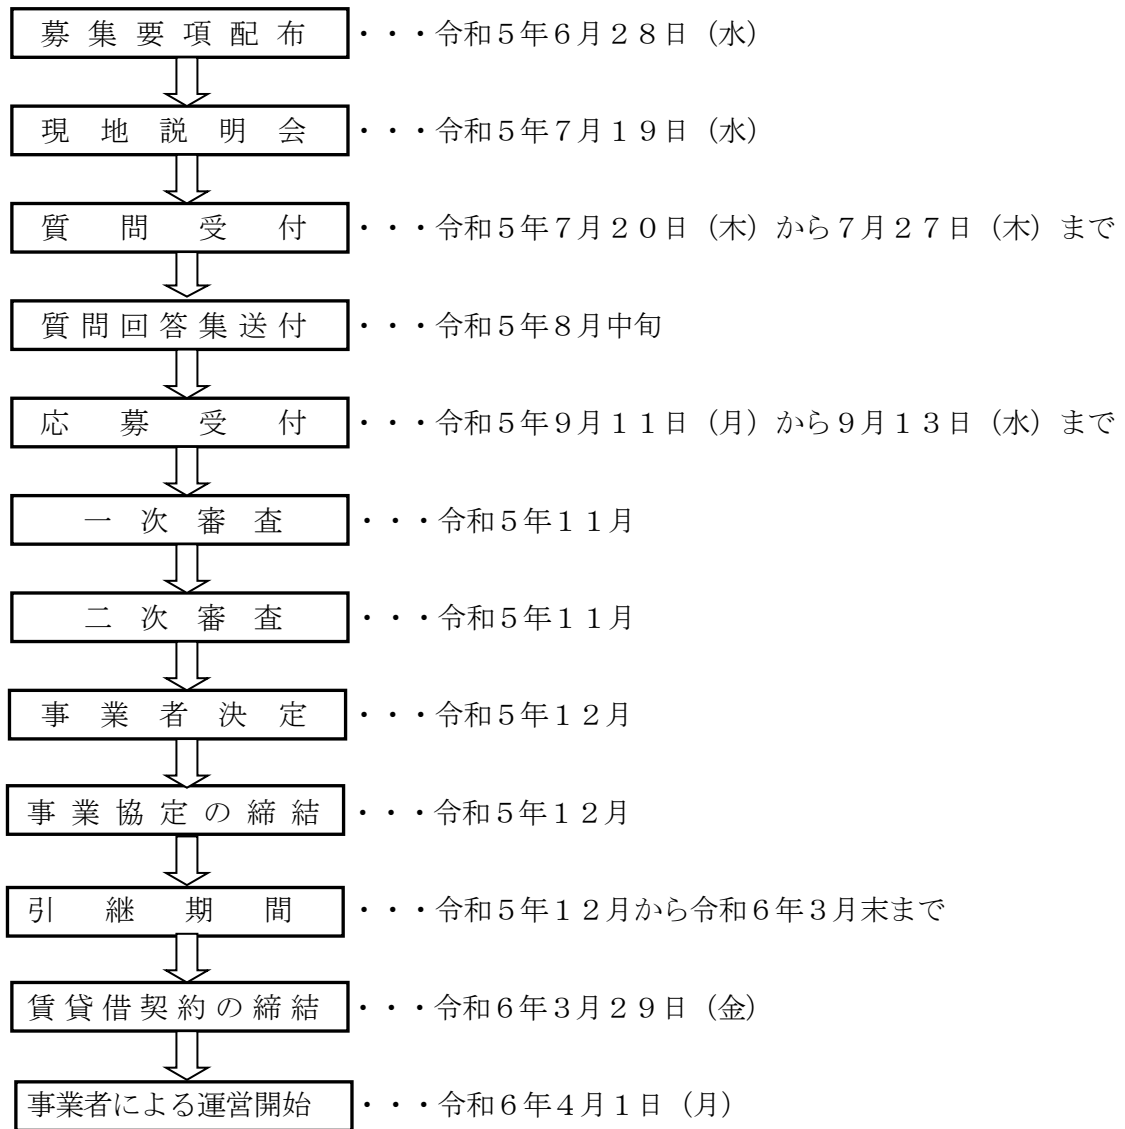 募集要項配布 ・・・令和５年６月２８日（水）
現地説明会 ・・・令和５年７月１９日（水）
質問受付 ・・・令和５年７月２０日（木）から７月２７日（木）まで
質問回答集送付 ・・・令和５年８月中旬
応募受付 ・・・令和５年９月１１日（月）から９月１３日（水）まで
一次審査 ・・・令和５年１１月
二次審査 ・・・令和５年１１月
事業者決定 ・・・令和５年１２月
事業協定の締結 ・・・令和５年１２月
引継期間 ・・・令和５年１２月から令和６年３月末まで
賃貸借契約の締結 ・・・令和６年３月２９日（金）
事業者による運営開始 ・・・令和６年４月１日（月）